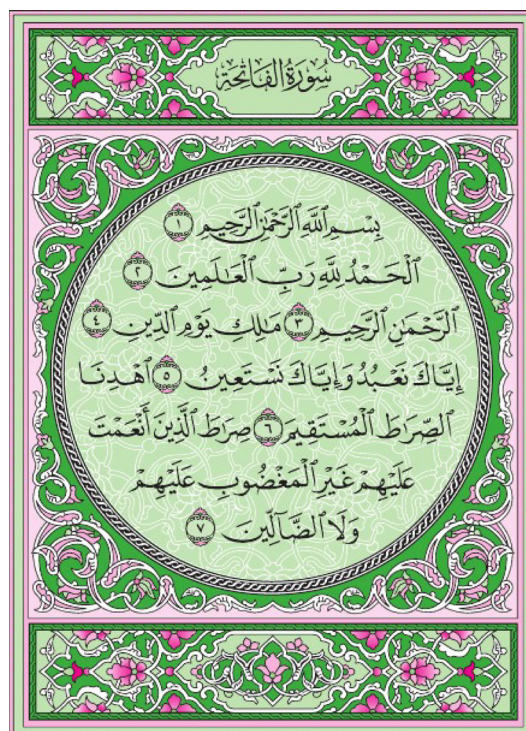 سُورَةُ الْفَاتِحَةِ
بِسْمِ ٱللَّهِ ٱلرَّحْمَٰنِ ٱلرَّحِيمِ ١
ٱلْحَمْدُ لِلَّهِ رَبِّ ٱلْعَٰلَمِينَ ٢
ٱلرَّحْمَٰنِ ٱلرَّحِيمِ ٣ مَٰلِكِ يَوْمِ ٱلدِّينِ ٤
إِيَّاكَ نَعْبُدُ وَإِيَّاكَ نَسْتَعِينُ ٥ ٱهْدِنَا
ٱلصِّرَٰطَ ٱلْمُسْتَقِيمَ ٦ صِرَٰطَ ٱلَّذِينَ أَنْعَمْتَ
عَلَيْهِمْ غَيْرِ ٱلْمَغْضُوبِ عَلَيْهِمْ
وَلَا ٱلضَّآلِّينَ ٧